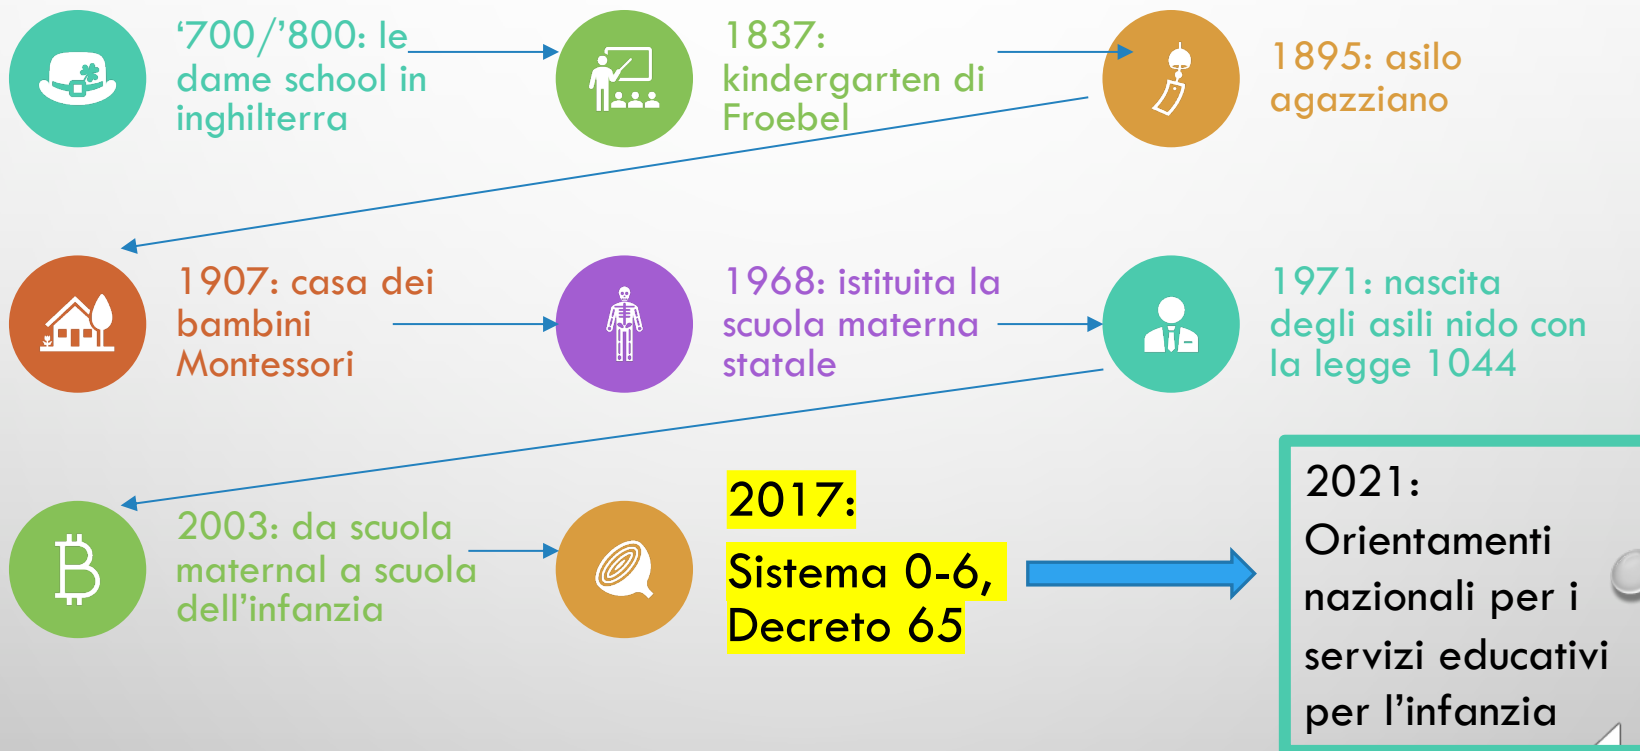 ‘700/’800: le
dame school in
inghilterra
1837:
kindergarten di
Froebel
1895: asilo
agazziano
1907: casa dei
bambini
Montessori
1968: istituita la
scuola materna
statale
1971: nascita
degli asili nido con
la legge 1044
2003: da scuola
maternal a scuola
dell’infanzia
2017:
Sistema 0-6,
Decreto 65
2021:
Orientamenti
nazionali per i
servizi educativi
per l’infanzia